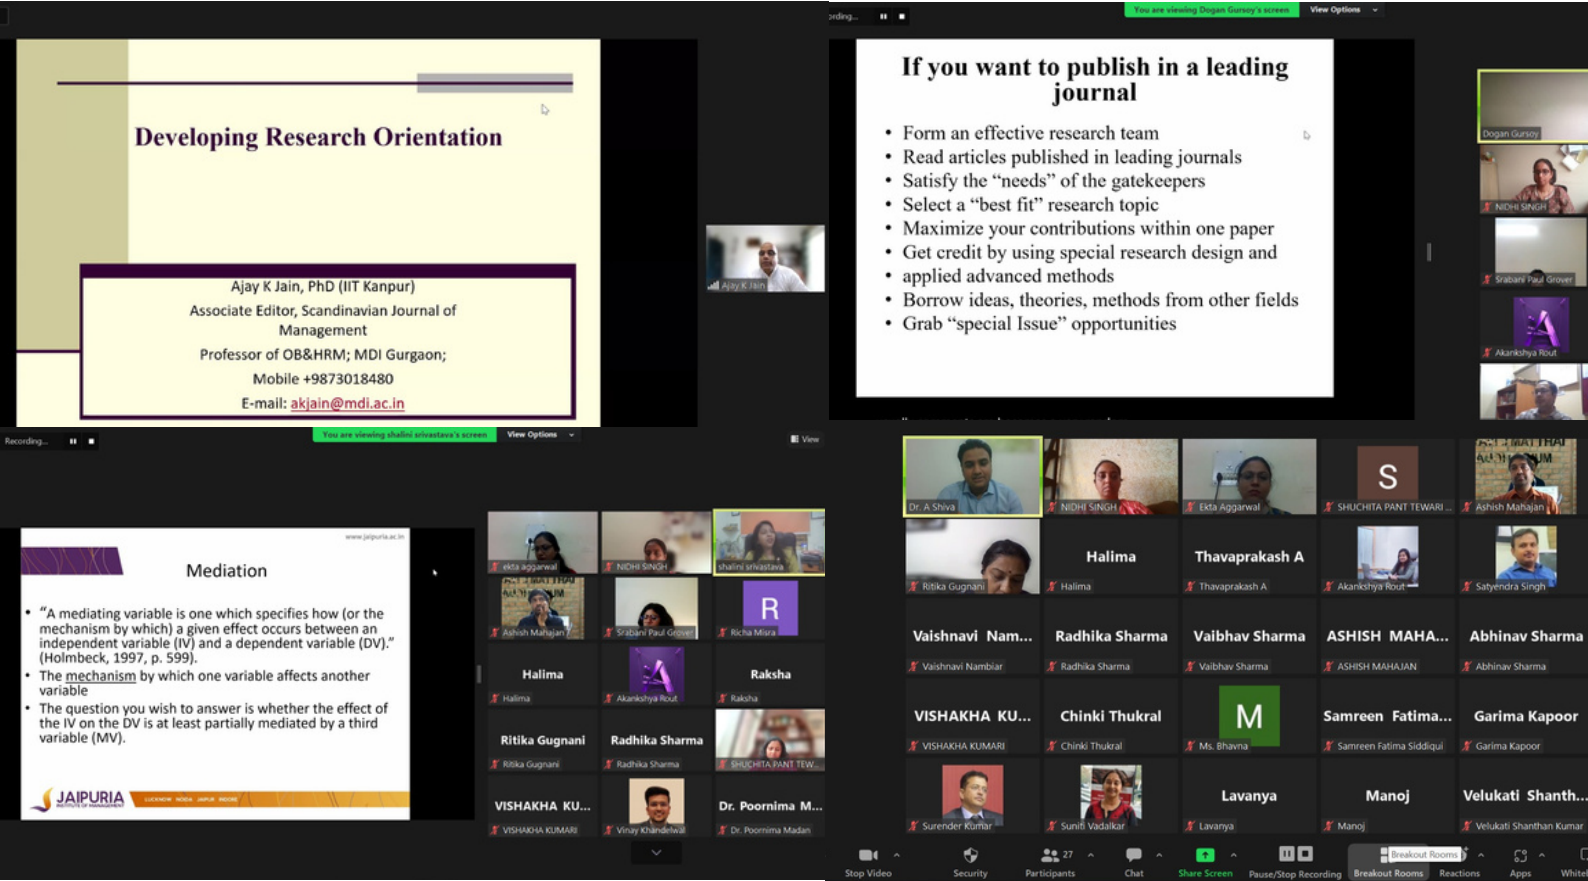 Developing Research Orientation
Ajay K Jain, PhD (IIT Kanpur)
Associate Editor, Scandinavian Journal of
Management
Professor of OB&HRM; MDI Gurgaon;
Mobile +9873018480
E-mail: akjain@mdi.ac.in
Ajay K Jain
You are viewing Dogan Gursoy's screen
View Options
If you want to publish in a leading
journal
• Form an effective research team
• Read articles published in leading journals
• Satisfy the “needs” of the gatekeepers
• Select a “best fit” research topic
• Maximize your contributions within one paper
• Get credit by using special research design and
• applied advanced methods
• Borrow ideas, theories, methods from other fields
• Grab “special Issue” opportunities
Dogan Gursoy
NIDHI SINGH
Srabani Paul Grover
Akankshya Rout
Recording...
You are viewing shalini srivastava's screen
View Options
View
www.jaipuria.ac.in
Mediation
• “A mediating variable is one which specifies how (or the
mechanism by which) a given effect occurs between an
independent variable (IV) and a dependent variable (DV).”
(Holmbeck, 1997, p. 599).
• The mechanism by which one variable affects another
variable
• The question you wish to answer is whether the effect of
the IV on the DV is at least partially mediated by a third
variable (MV).
JAIPURIA
INSTITUTE OF MANAGEMENT
LUCKNOW NOIDA JAIPUR INDORE
ekta aggarwal
NIDHI SINGH
shalini srivastava
Ashish Mahajan
Srabani Paul Grover
R
Richa Misra
Halima
Halima
Akankshya Rout
Raksha
Raksha
Ritika Gugnani
Ritika Gugnani
Radhika Sharma
Radhika Sharma
SHUCHITA PANT TEW...
VISHAKHA KU...
VISHAKHA KUMARI
Vinay Khandelwal
Dr. Poornima M...
Dr. Poornima Madan
Dr. A Shiva
NIDHI SINGH
Ekta Aggarwal
S
SHUCHITA PANT TEWARI ...
Ashish Mahajan
Ritika Gugnani
Halima
Halima
Thavaprakash A
Thavaprakash A
Akankshya Rout
Satyendra Singh
Vaishnavi Nam...
Vaishnavi Nambiar
Radhika Sharma
Radhika Sharma
Vaibhav Sharma
Vaibhav Sharma
ASHISH MAHA...
ASHISH MAHAJAN
Abhinav Sharma
Abhinav Sharma
VISHAKHA KU...
VISHAKHA KUMARI
Chinki Thukral
Chinki Thukral
M
Ms. Bhavna
Samreen Fatima...
Samreen Fatima Siddiqui
Garima Kapoor
Garima Kapoor
Surender Kumar
Suniti Vadalkar
Lavanya
Lavanya
Manoj
Manoj
Velukati Shanth...
Velukati Shanthan Kumar
27
Breakout Rooms
Stop Video
Security
Participants
Chat
Share Screen
Pause/Stop Recording
Breakout Rooms
Reactions
Apps